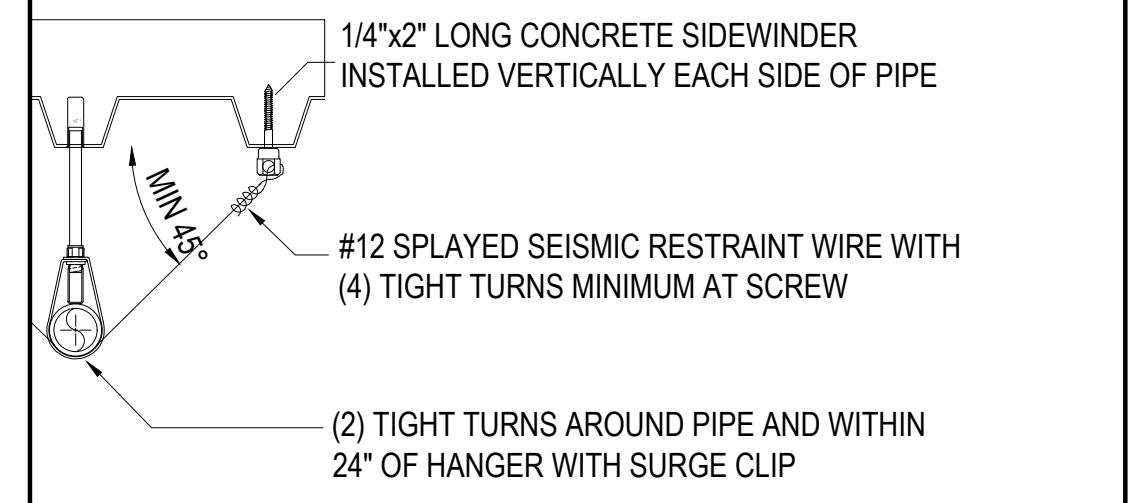 1/4"x2" LONG CONCRETE SIDEWINDER
INSTALLED VERTICALLY EACH SIDE OF PIPE
MIN 45°
#12 SPLAYED SEISMIC RESTRAINT WIRE WITH
(4) TIGHT TURNS MINIMUM AT SCREW
(2) TIGHT TURNS AROUND PIPE AND WITHIN
24" OF HANGER WITH SURGE CLIP